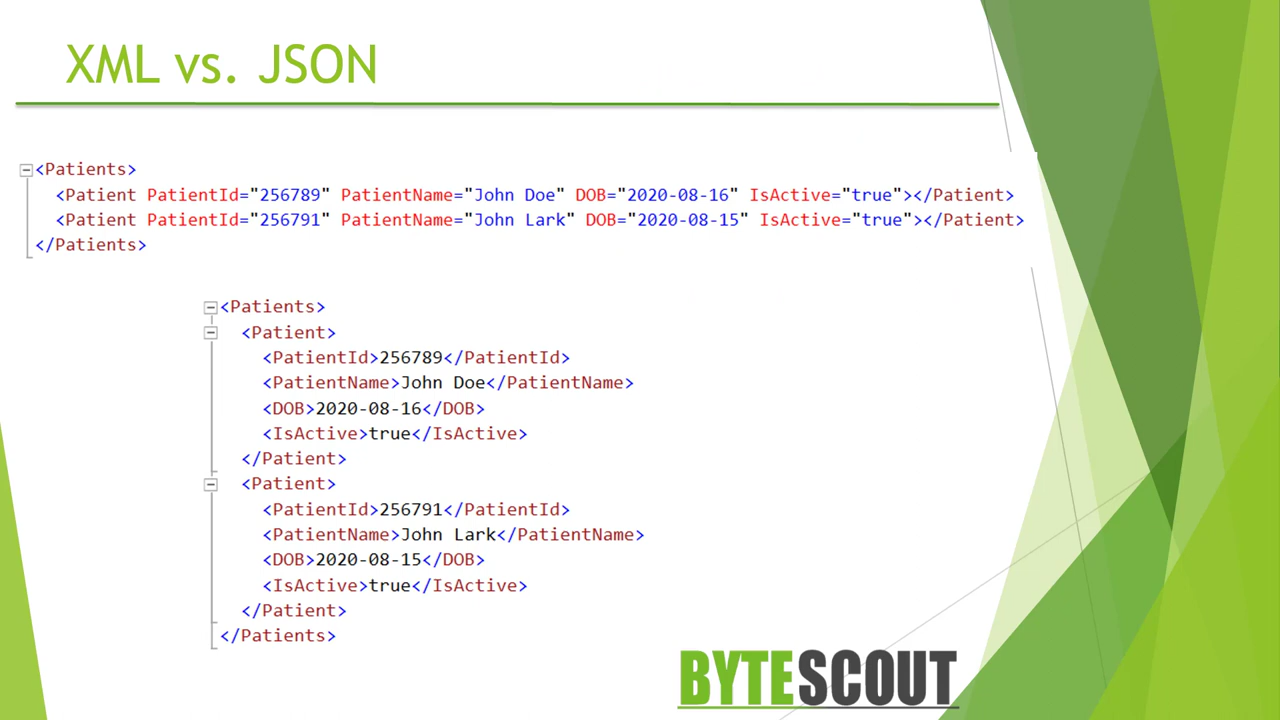 XML vs. JSON
<Patients>
<Patient PatientId="256789" PatientName="John Doe" DOB="2020-08-16" IsActive="true"></Patient>
<Patient PatientId="256791" PatientName="John Lark" DOB="2020-08-15" IsActive="true"></Patient>
</Patients>
<Patients>
<Patient>
<PatientId>256789</PatientId>
<PatientName>John Doe</PatientName>
<DOB>2020-08-16</DOB>
<IsActive>true</IsActive>
</Patient>
<Patient>
<PatientId>256791</PatientId>
<PatientName>John Lark</PatientName>
<DOB>2020-08-15</DOB>
<IsActive>true</IsActive>
</Patient>
</Patients>
BYTESCOUT